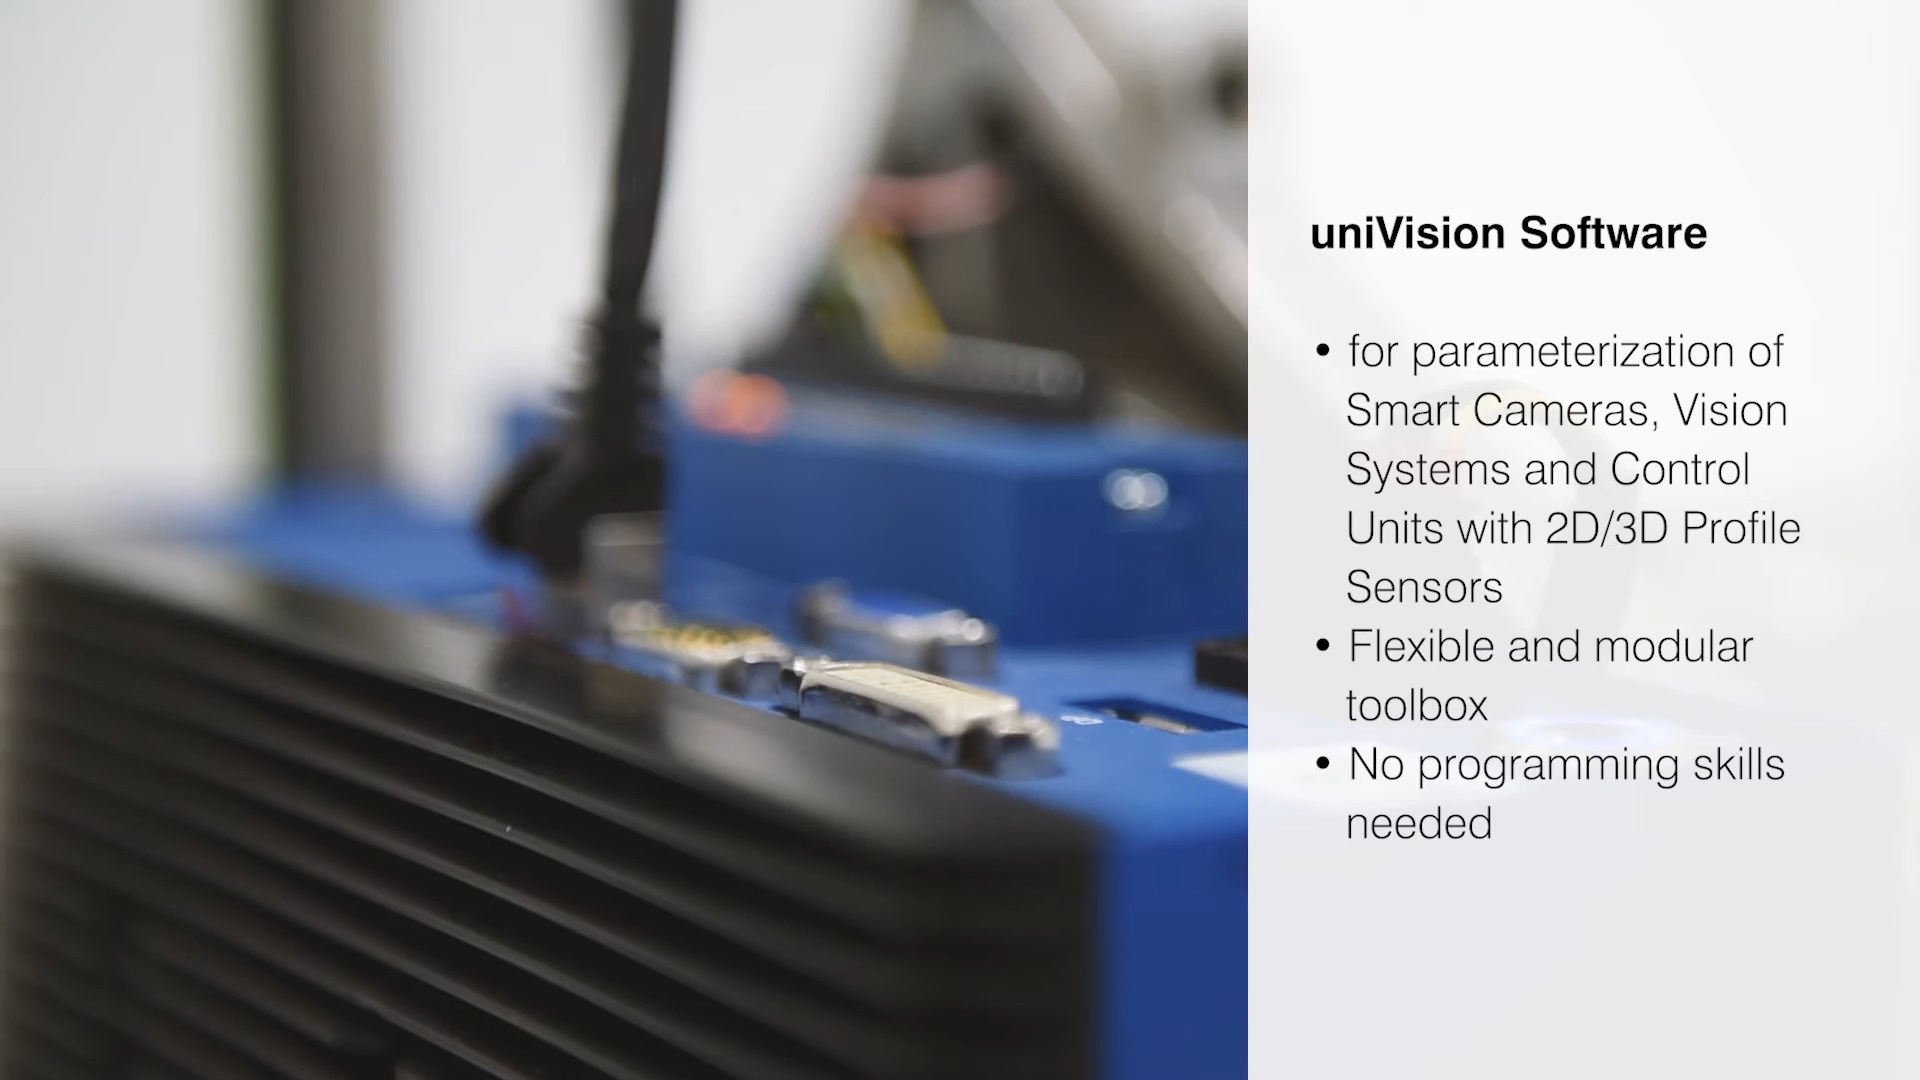 uniVision Software
• for parameterization of
Smart Cameras, Vision
Systems and Control
Units with 2D/3D Profile
Sensors
• Flexible and modular
toolbox
• No programming skills
needed